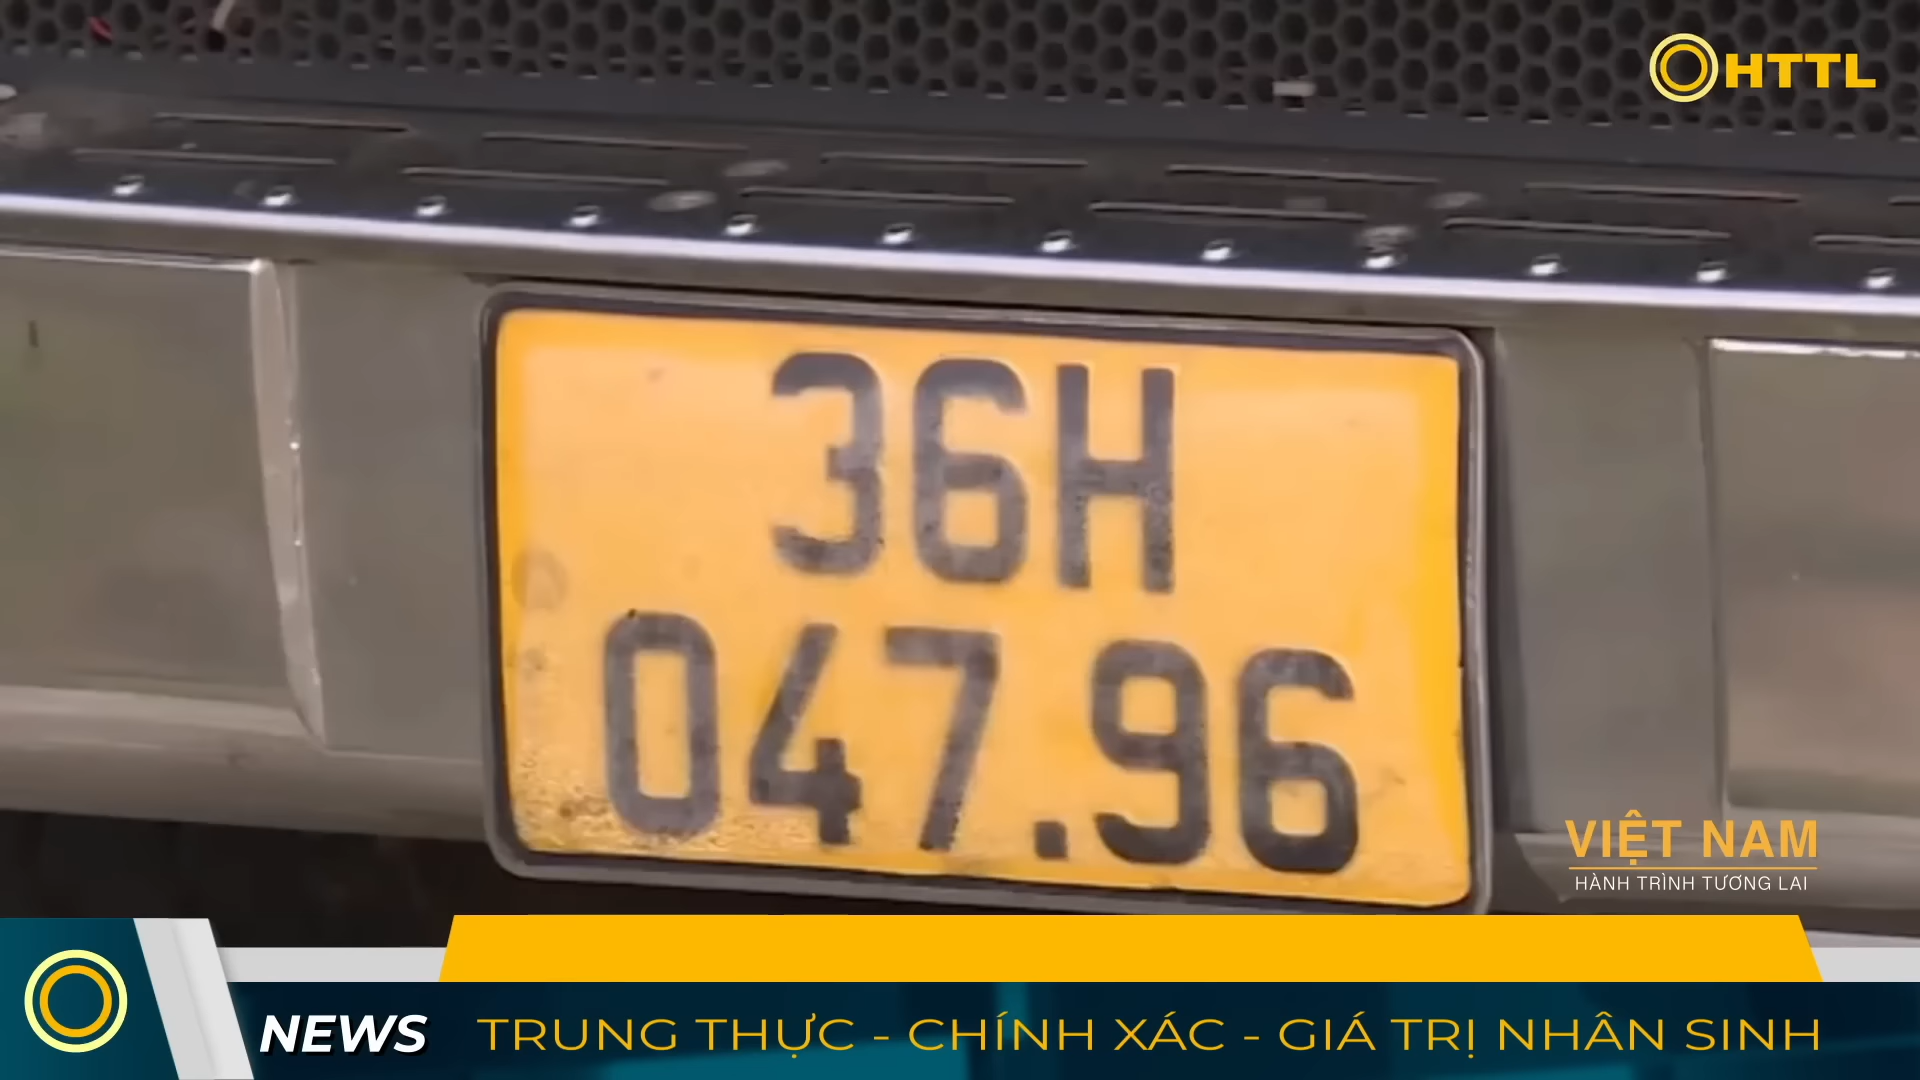 HTTL
36H
047.96
VIỆT NAM
HÀNH TRÌNH TƯƠNG LAI
NEWS
TRUNG THỰC - CHÍNH XÁC - GIÁ TRỊ NHÂN SINH